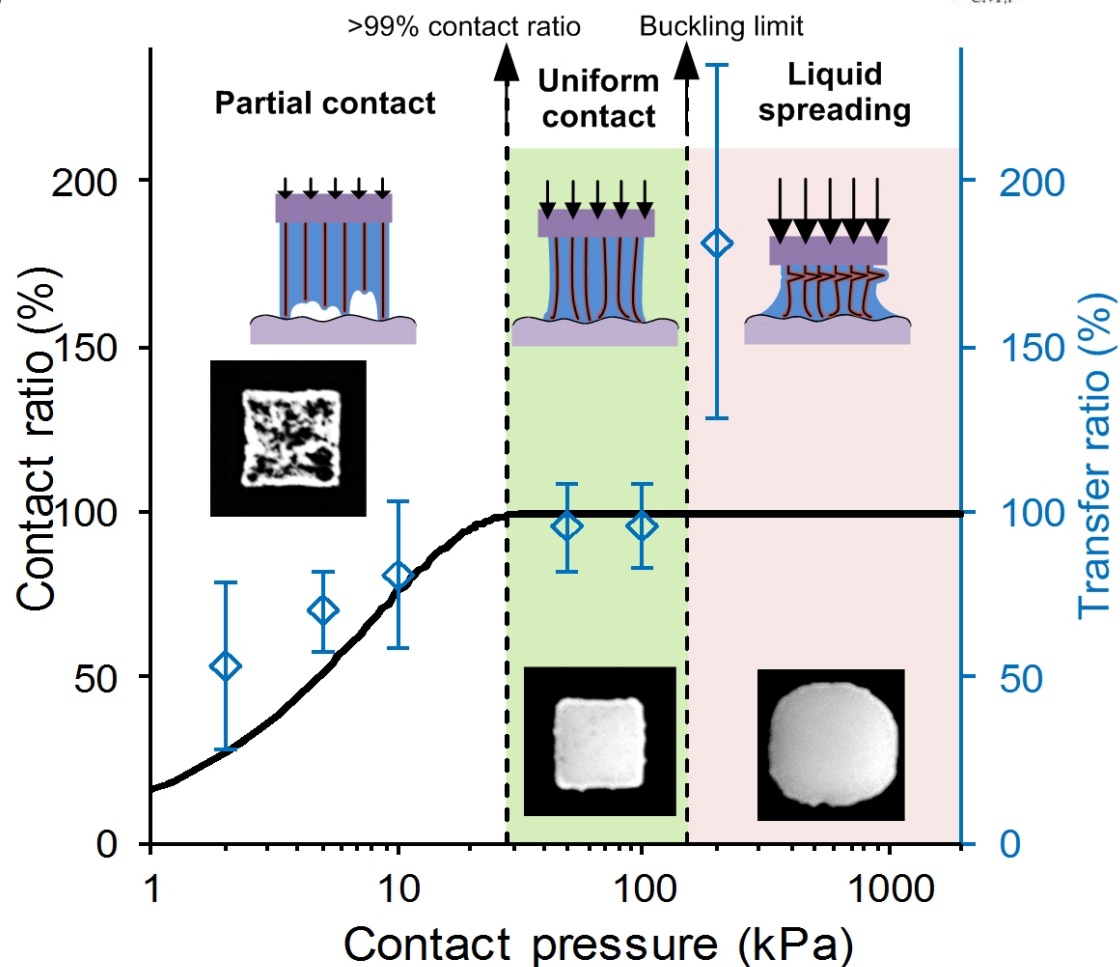 >99% contact ratio
Buckling limit
Partial contact
Uniform
contact
Liquid
spreading
Contact ratio (%)
200
150
100
50
0
Transfer ratio (%)
200
150
100
50
0
1
10
100
1000
Contact pressure (kPa)